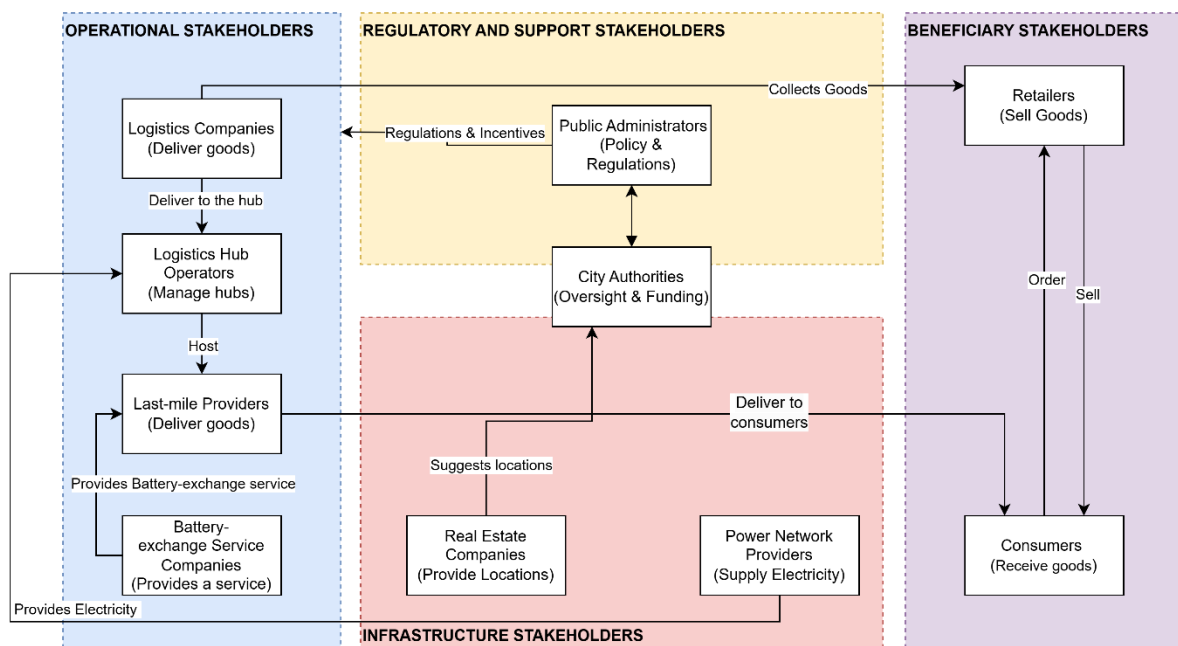 OPERATIONAL STAKEHOLDERS
REGULATORY AND SUPPORT STAKEHOLDERS
BENEFICIARY STAKEHOLDERS
Collects Goods
Logistics Companies
(Deliver goods)
Regulations & Incentives
Public Administrators
(Policy &
Regulations)
Retailers
(Sell Goods)
Deliver to the hub
Logistics Hub
Operators
(Manage hubs)
City Authorities
(Oversight & Funding)
Order
Sell
Host
Last-mile Providers
(Deliver goods)
Deliver to
consumers
Suggests locations
Provides Battery-exchange service
Battery-
exchange Service
Companies
(Provides a service)
Real Estate
Companies
(Provide Locations)
Power Network
Providers
(Supply Electricity)
Consumers
(Receive goods)
Provides Electricity
INFRASTRUCTURE STAKEHOLDERS